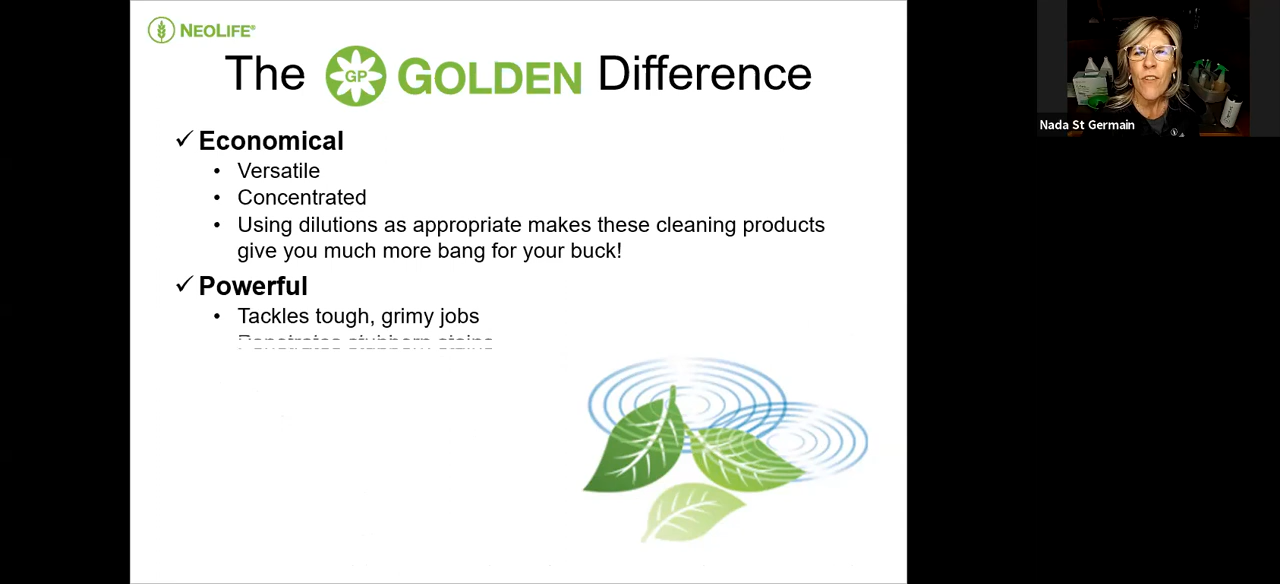 NEOLIFE®
The GP GOLDEN Difference
✓ Economical
• Versatile
• Concentrated
• Using dilutions as appropriate makes these cleaning products
give you much more bang for your buck!
✓ Powerful
• Tackles tough, grimy jobs
Penetrates stubborn stains
Nada St Germain